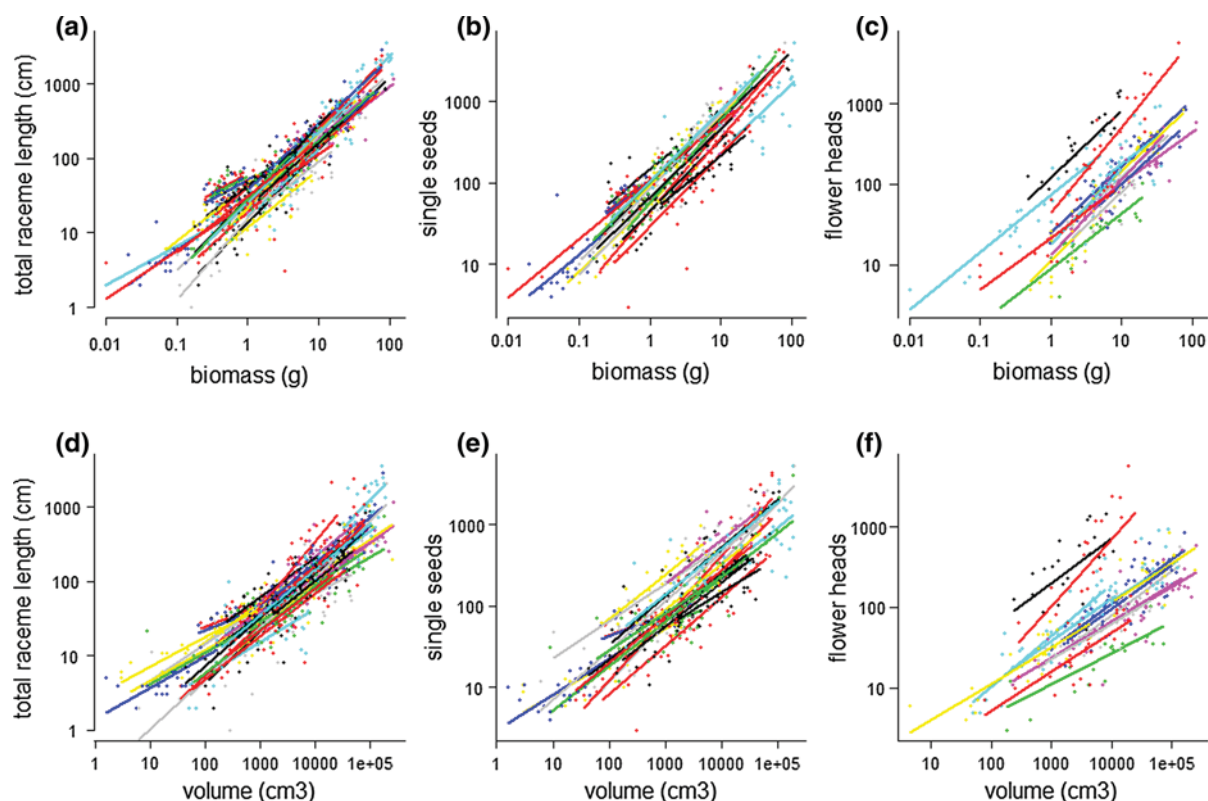 (a)
total raceme length (cm)
1000
100
10
1
0.01 0.1 1 10 100
biomass (g)
(b)
single seeds
1000
100
10
0.01 0.1 1 10 100
biomass (g)
(c)
flower heads
1000
100
10
0.01 0.1 1 10 100
biomass (g)
(d)
total raceme length (cm)
1000
100
10
1
1 10 100 1000 10000 1e+05
volume (cm3)
(e)
single seeds
1000
100
10
1 10 100 1000 10000 1e+05
volume (cm3)
(f)
flower heads
1000
100
10
10 100 1000 10000 1e+05
volume (cm3)